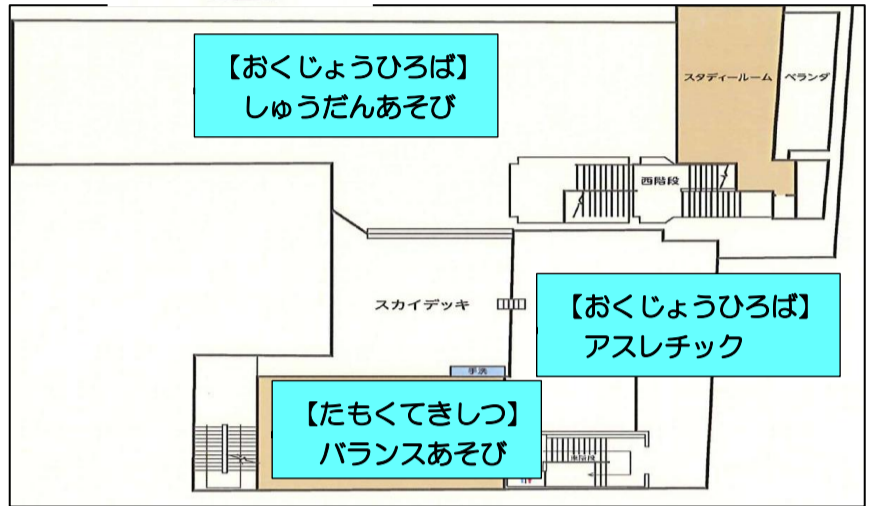 【おくじょうひろば】
しゅうだんあそび
スタディールーム
ベランダ
西階段
スカイデッキ
【おくじょうひろば】
アスレチック
手洗
【たもくてきしつ】
バランスあそび